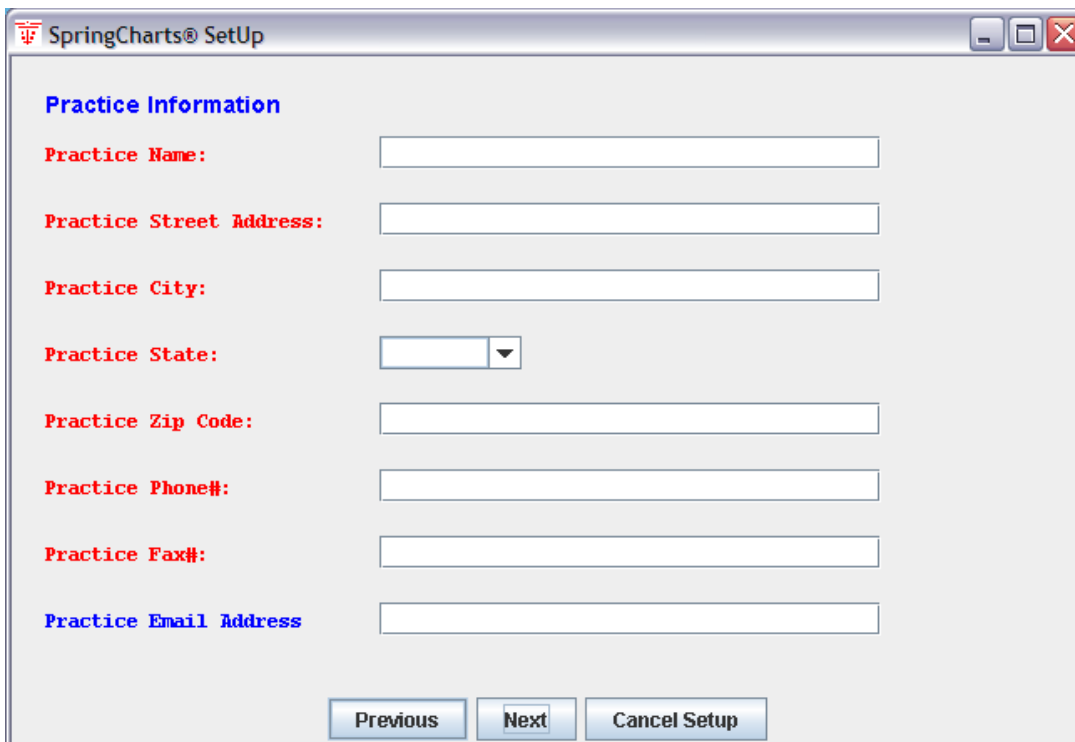 SpringCharts® SetUp
Practice Information
Practice Name:
Practice Street Address:
Practice City:
Practice State:
Practice Zip Code:
Practice Phone#:
Practice Fax#:
Practice Email Address
Previous Next Cancel Setup